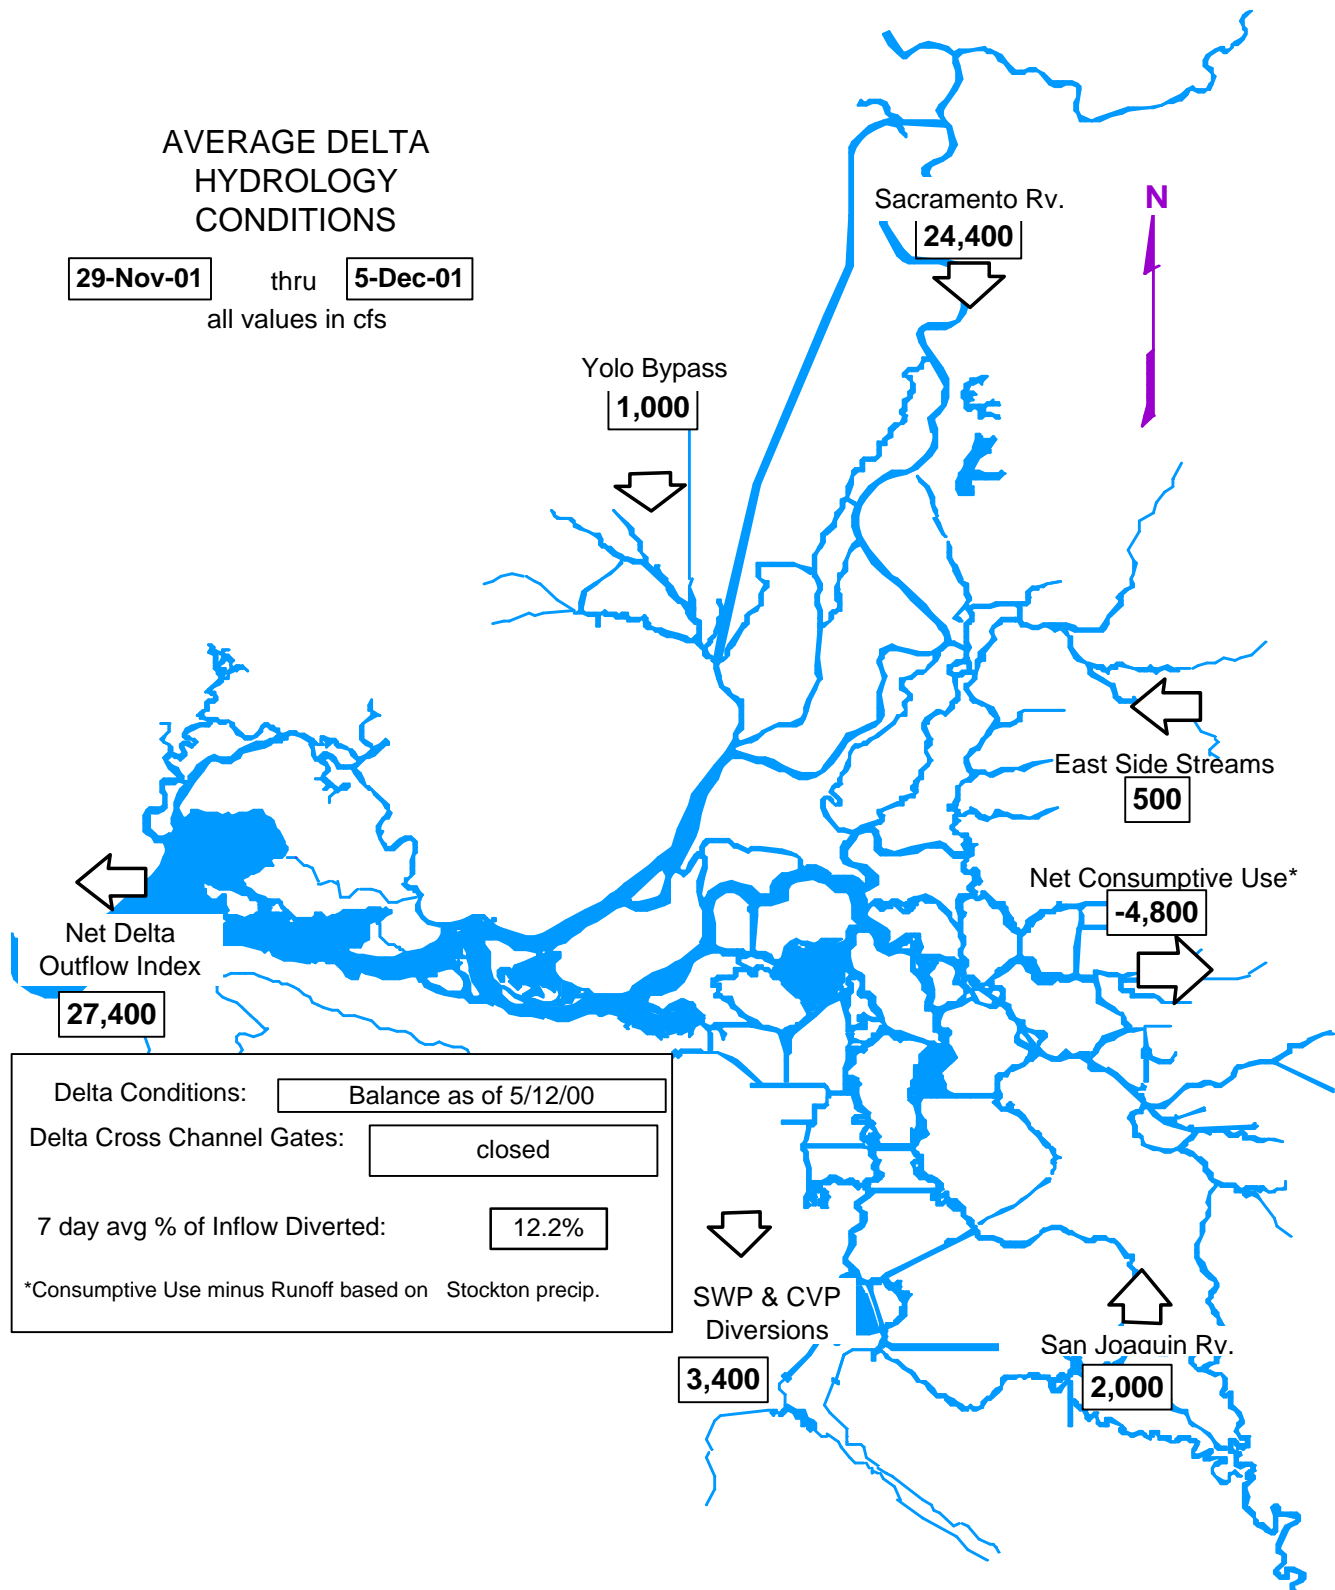 AVERAGE DELTA
HYDROLOGY
CONDITIONS
29-Nov-01 thru 5-Dec-01
all values in cfs
Sacramento Rv.
24,400
N
Yolo Bypass
1,000
East Side Streams
500
Net Consumptive Use*
-4,800
Net Delta
Outflow Index
27,400
Delta Conditions: Balance as of 5/12/00
Delta Cross Channel Gates: closed
7 day avg % of Inflow Diverted: 12.2%
*Consumptive Use minus Runoff based on Stockton precip.
SWP & CVP
Diversions
3,400
San Joaquin Rv.
2,000